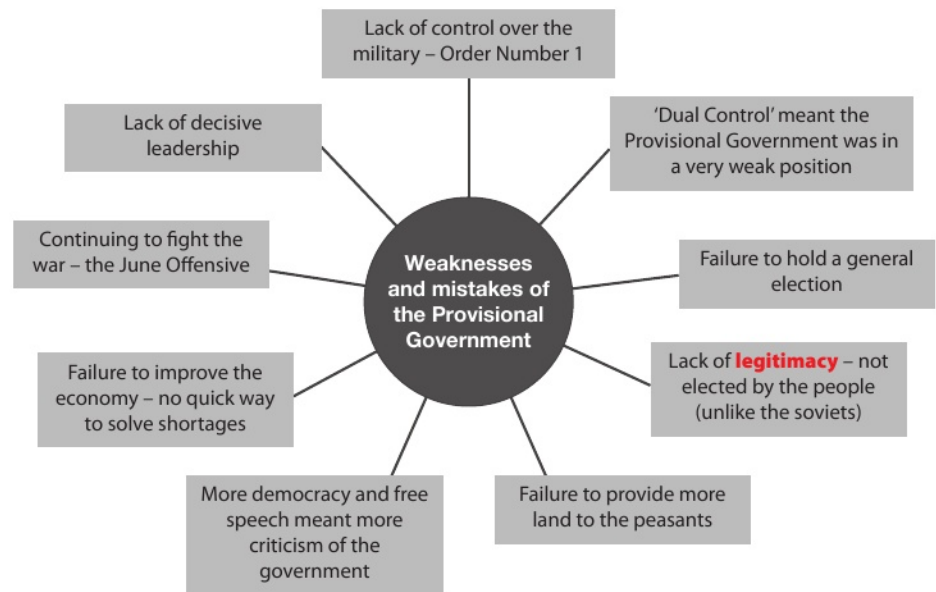 Lack of control over the
military – Order Number 1
'Dual Control' meant the
Provisional Government was in
a very weak position
Failure to hold a general
election
Lack of legitimacy – not
elected by the people
(unlike the soviets)
Failure to provide more
land to the peasants
More democracy and free
speech meant more
criticism of the
government
Failure to improve the
economy – no quick way
to solve shortages
Continuing to fight the
war – the June Offensive
Lack of decisive
leadership
Weaknesses
and mistakes of
the Provisional
Government